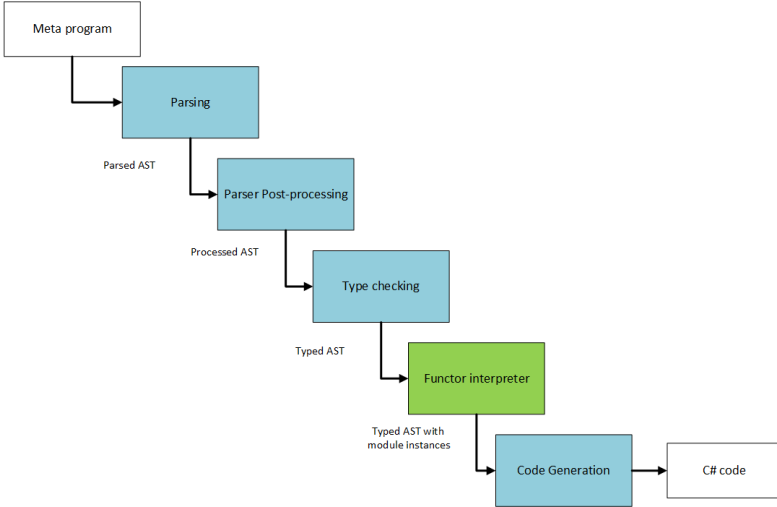 Meta program
Parsing
Parsed AST
Parser Post-processing
Processed AST
Type checking
Typed AST
Functor interpreter
Typed AST with
module instances
Code Generation
C# code